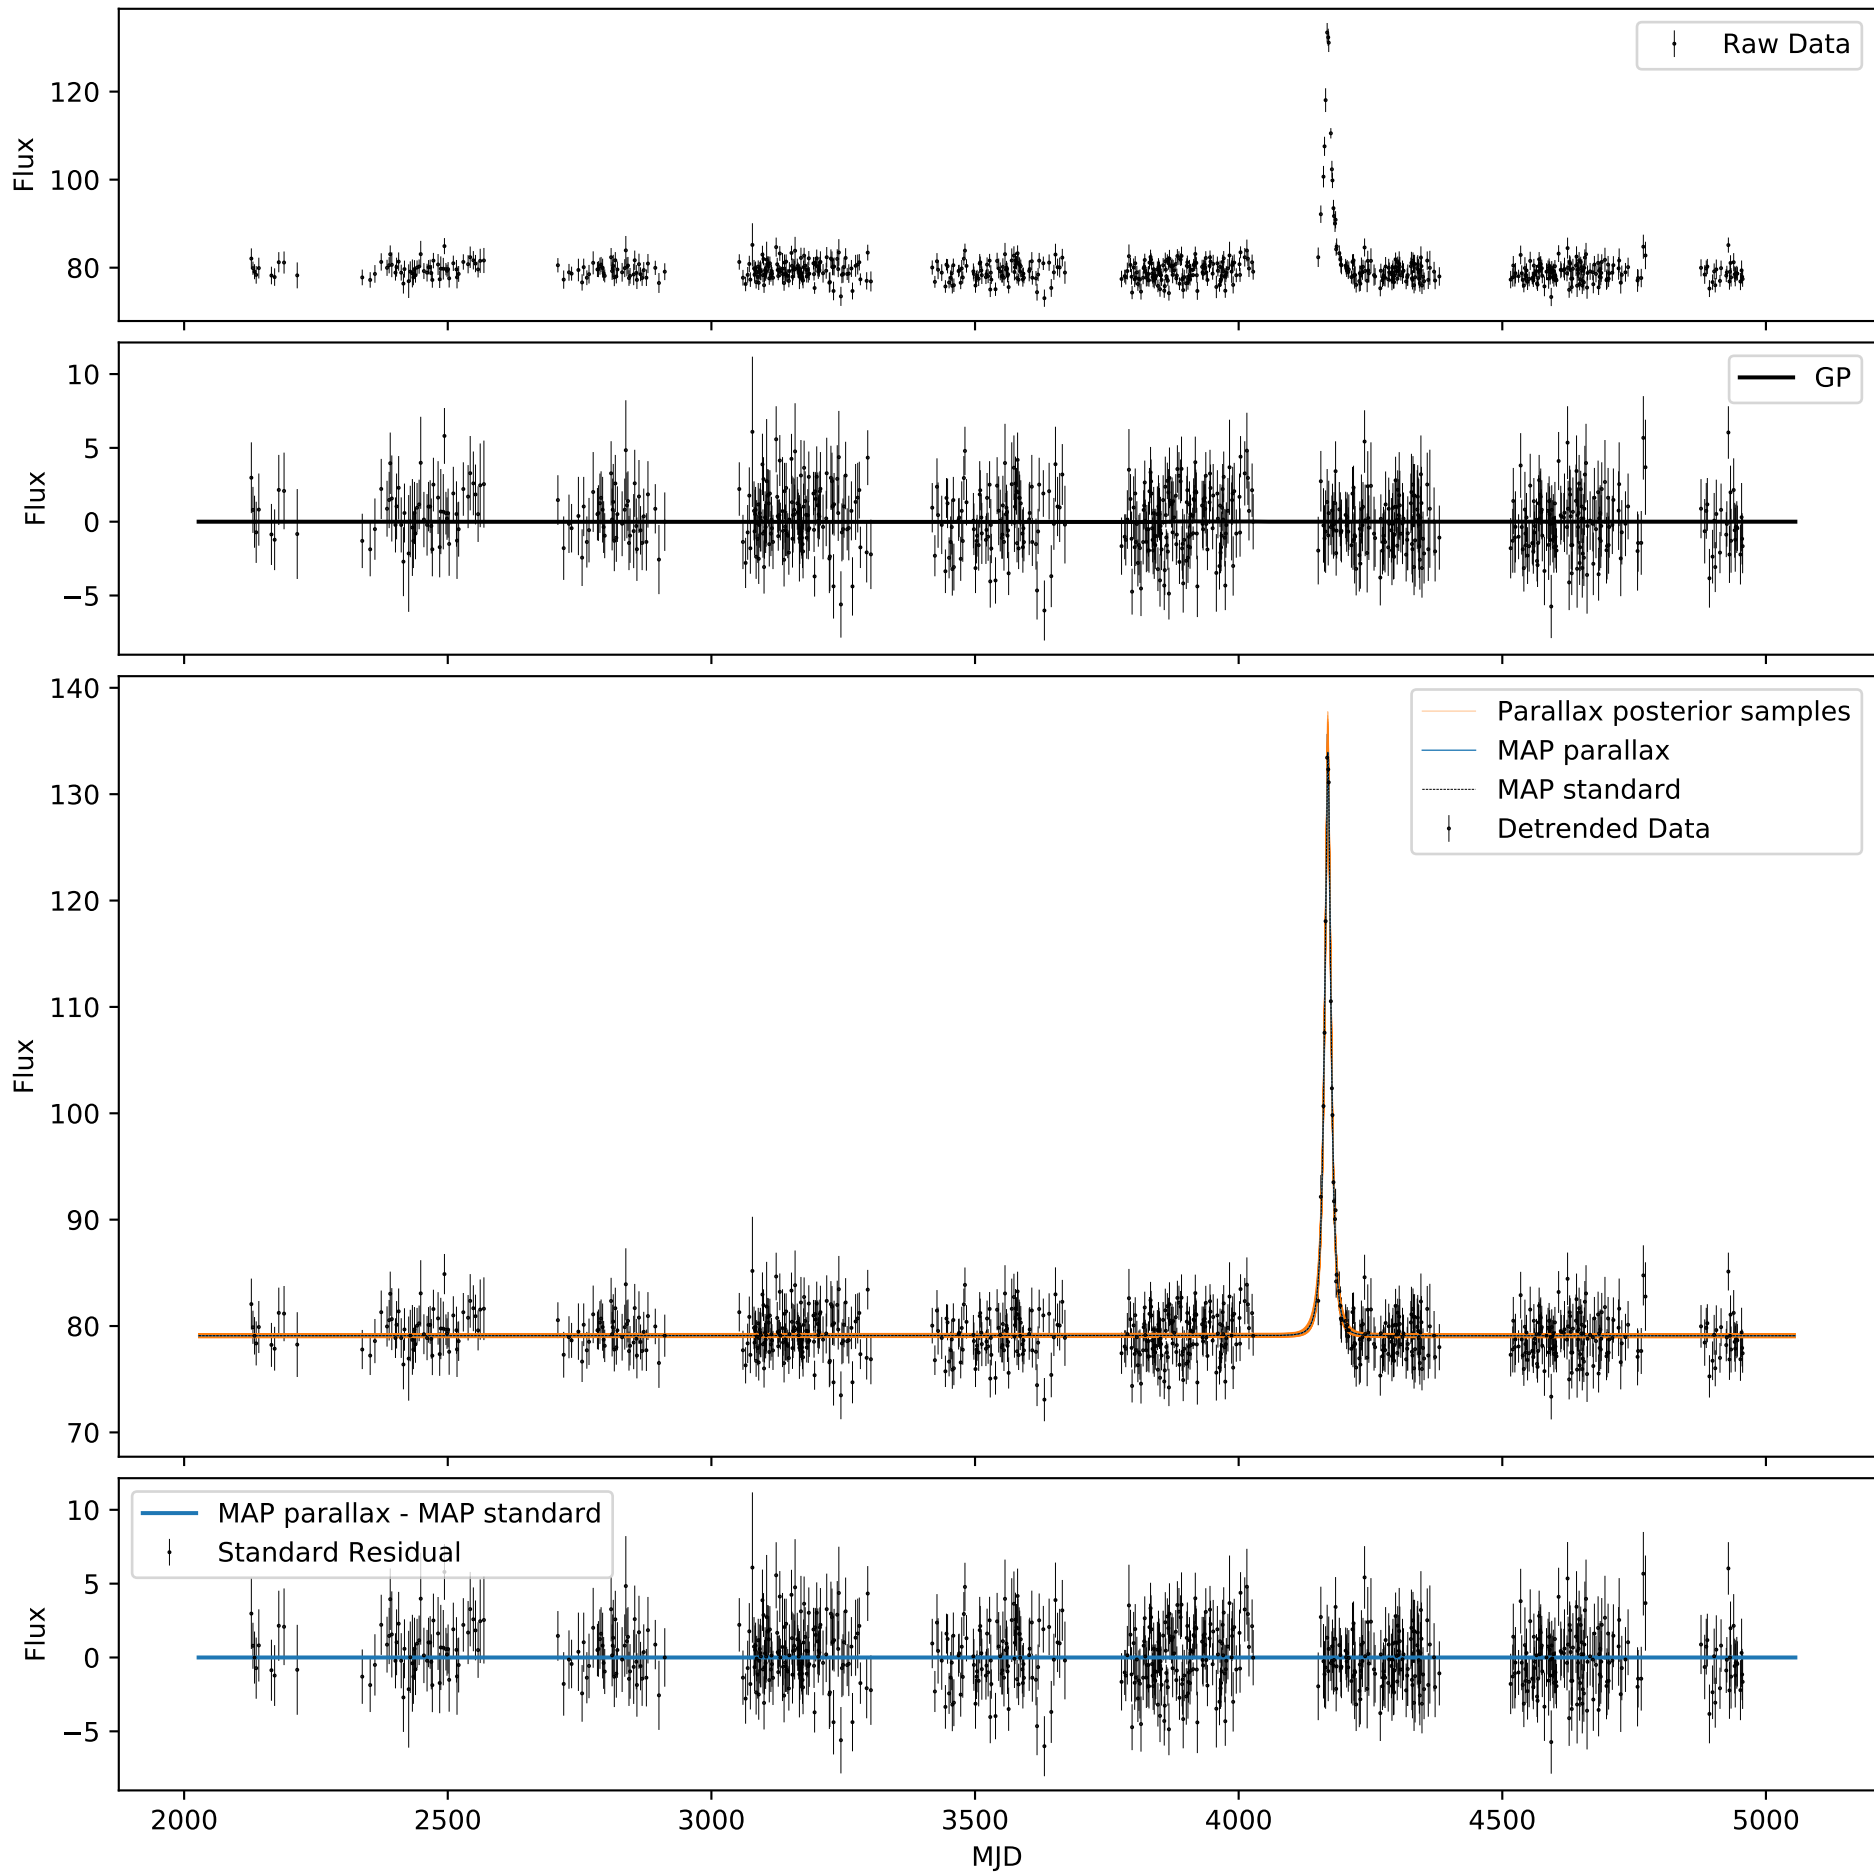 Raw Data
120
100
80
Flux
GP
10
5
0
−5
Flux
Parallax posterior samples
MAP parallax
MAP standard
Detrended Data
140
130
120
110
100
90
80
70
Flux
MAP parallax - MAP standard
Standard Residual
10
5
0
−5
Flux
2000 2500 3000 3500 4000 4500 5000
MJD